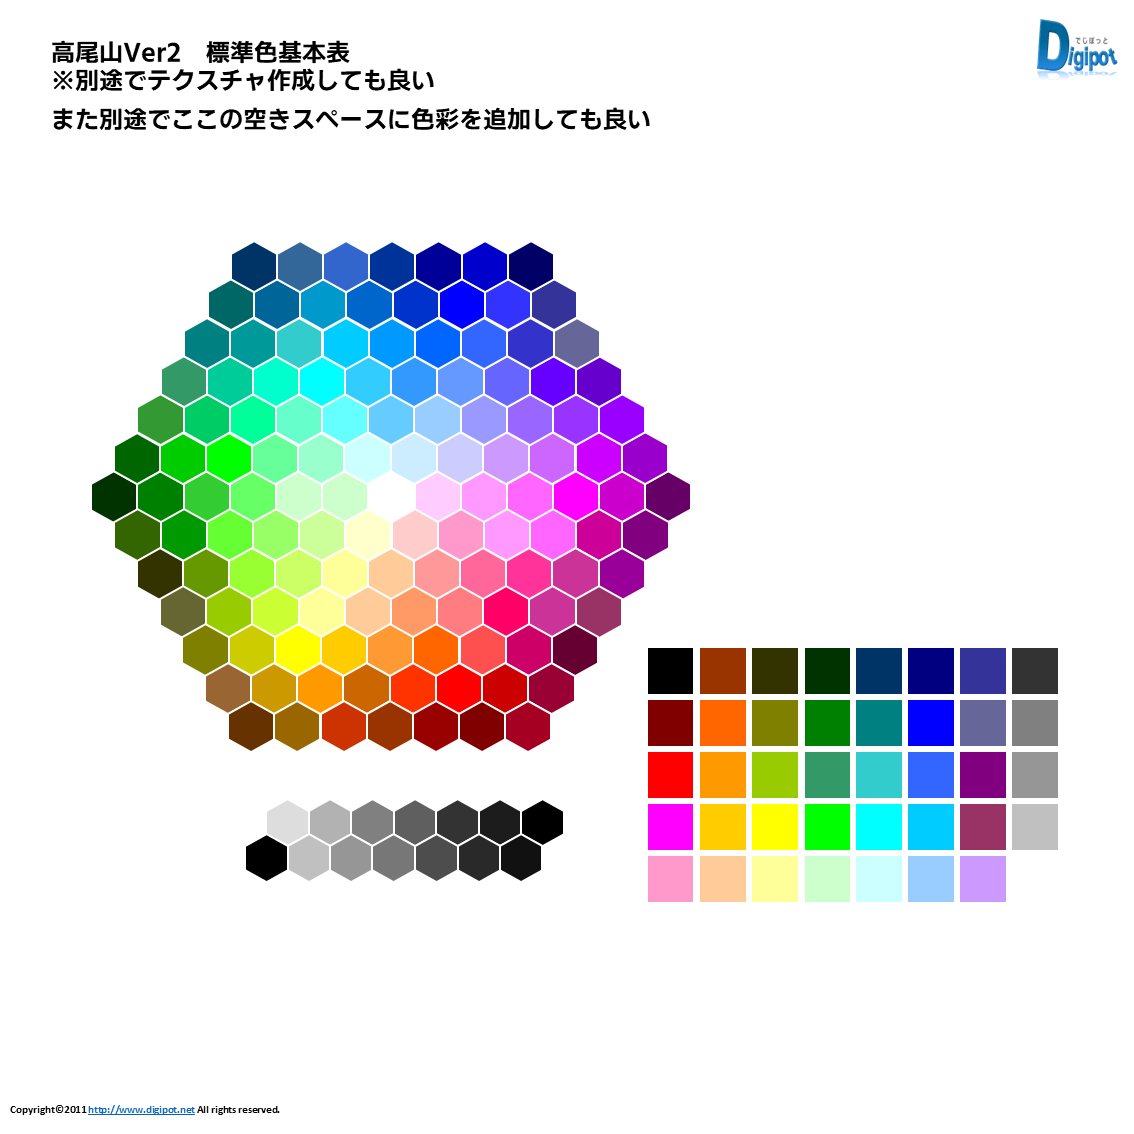 高尾山Ver2　標準色基本表
※別途でテクスチャ作成しても良い
また別途でここの空きスペースに色彩を追加しても良い
でじぽっと
Digipot
Copyright©2011 http://www.digipot.net All rights reserved.